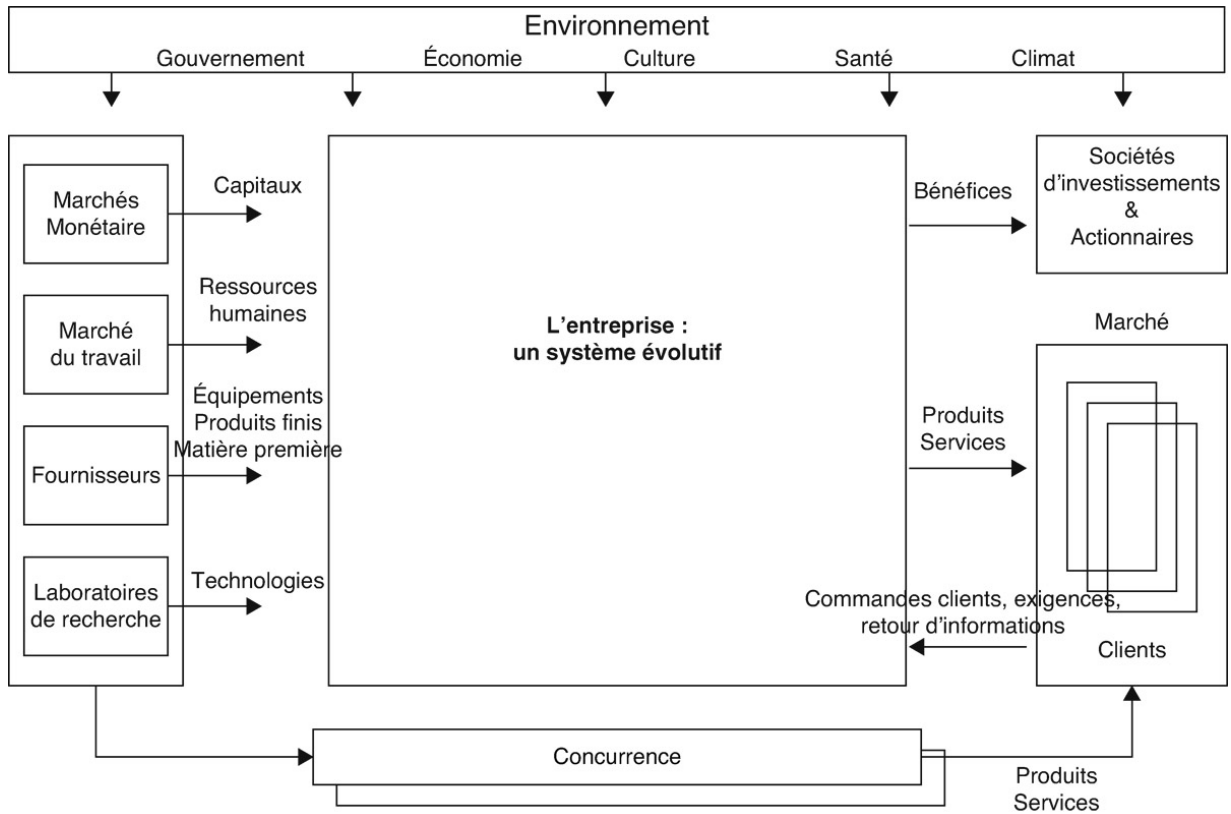 Environnement
Gouvernement Économie Culture Santé Climat
Marchés
Monétaire
Capitaux
Marché
du travail
Ressources
humaines
Fournisseurs
Équipements
Produits finis
Matière première
Laboratoires
de recherche
Technologies
L'entreprise :
un système évolutif
Bénéfices
Sociétés
d'investissements
&
Actionnaires
Marché
Produits
Services
Commandes clients, exigences,
retour d'informations
Clients
Concurrence
Produits
Services